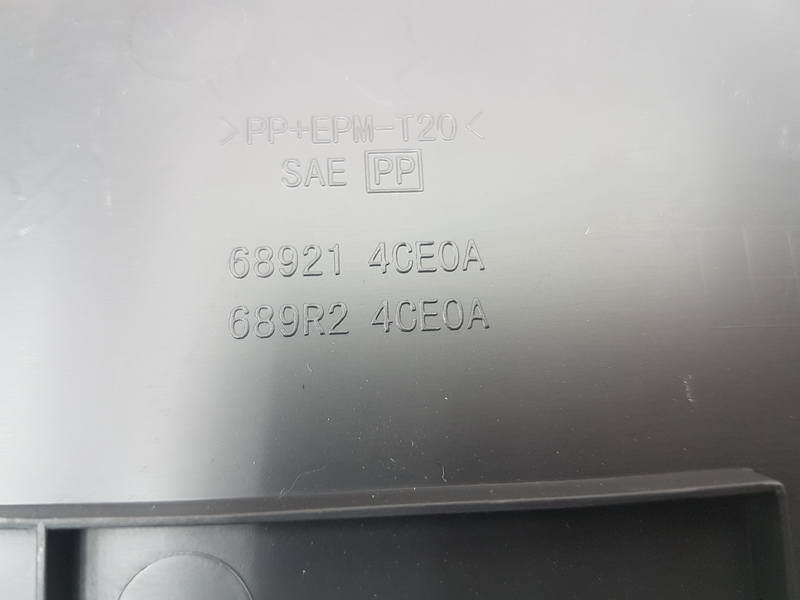 >PP+EPM-T20<
SAE PP
68921 4CE0A
689R2 4CE0A